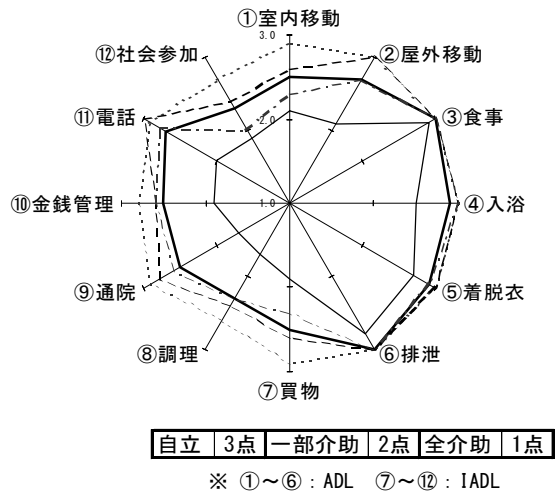 ①室内移動
3.0
⑫社会参加
②屋外移動
⑪電話
2.0
③食事
⑩金銭管理
1.0
④入浴
⑨通院
⑤着脱衣
⑧調理
⑥排泄
⑦買物
自立 3点 一部介助 2点 全介助 1点
※ ①～⑥：ADL ⑦～⑫：IADL